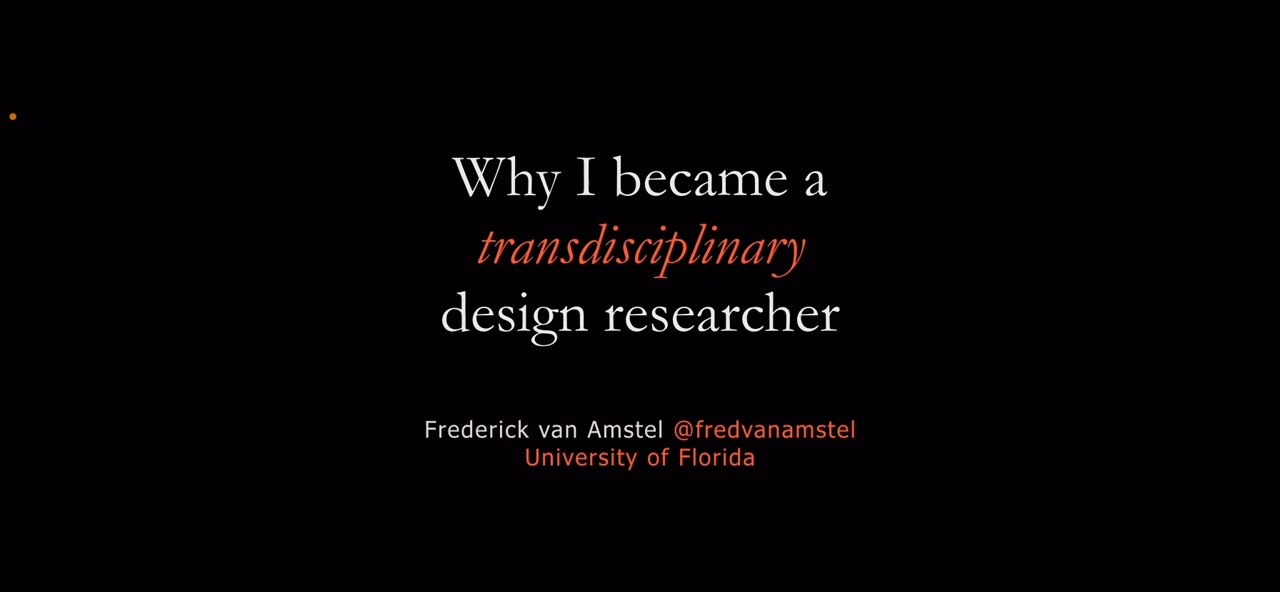 Why I became a
transdisciplinary
design researcher
Frederick van Amstel @fredvanamstel
University of Florida